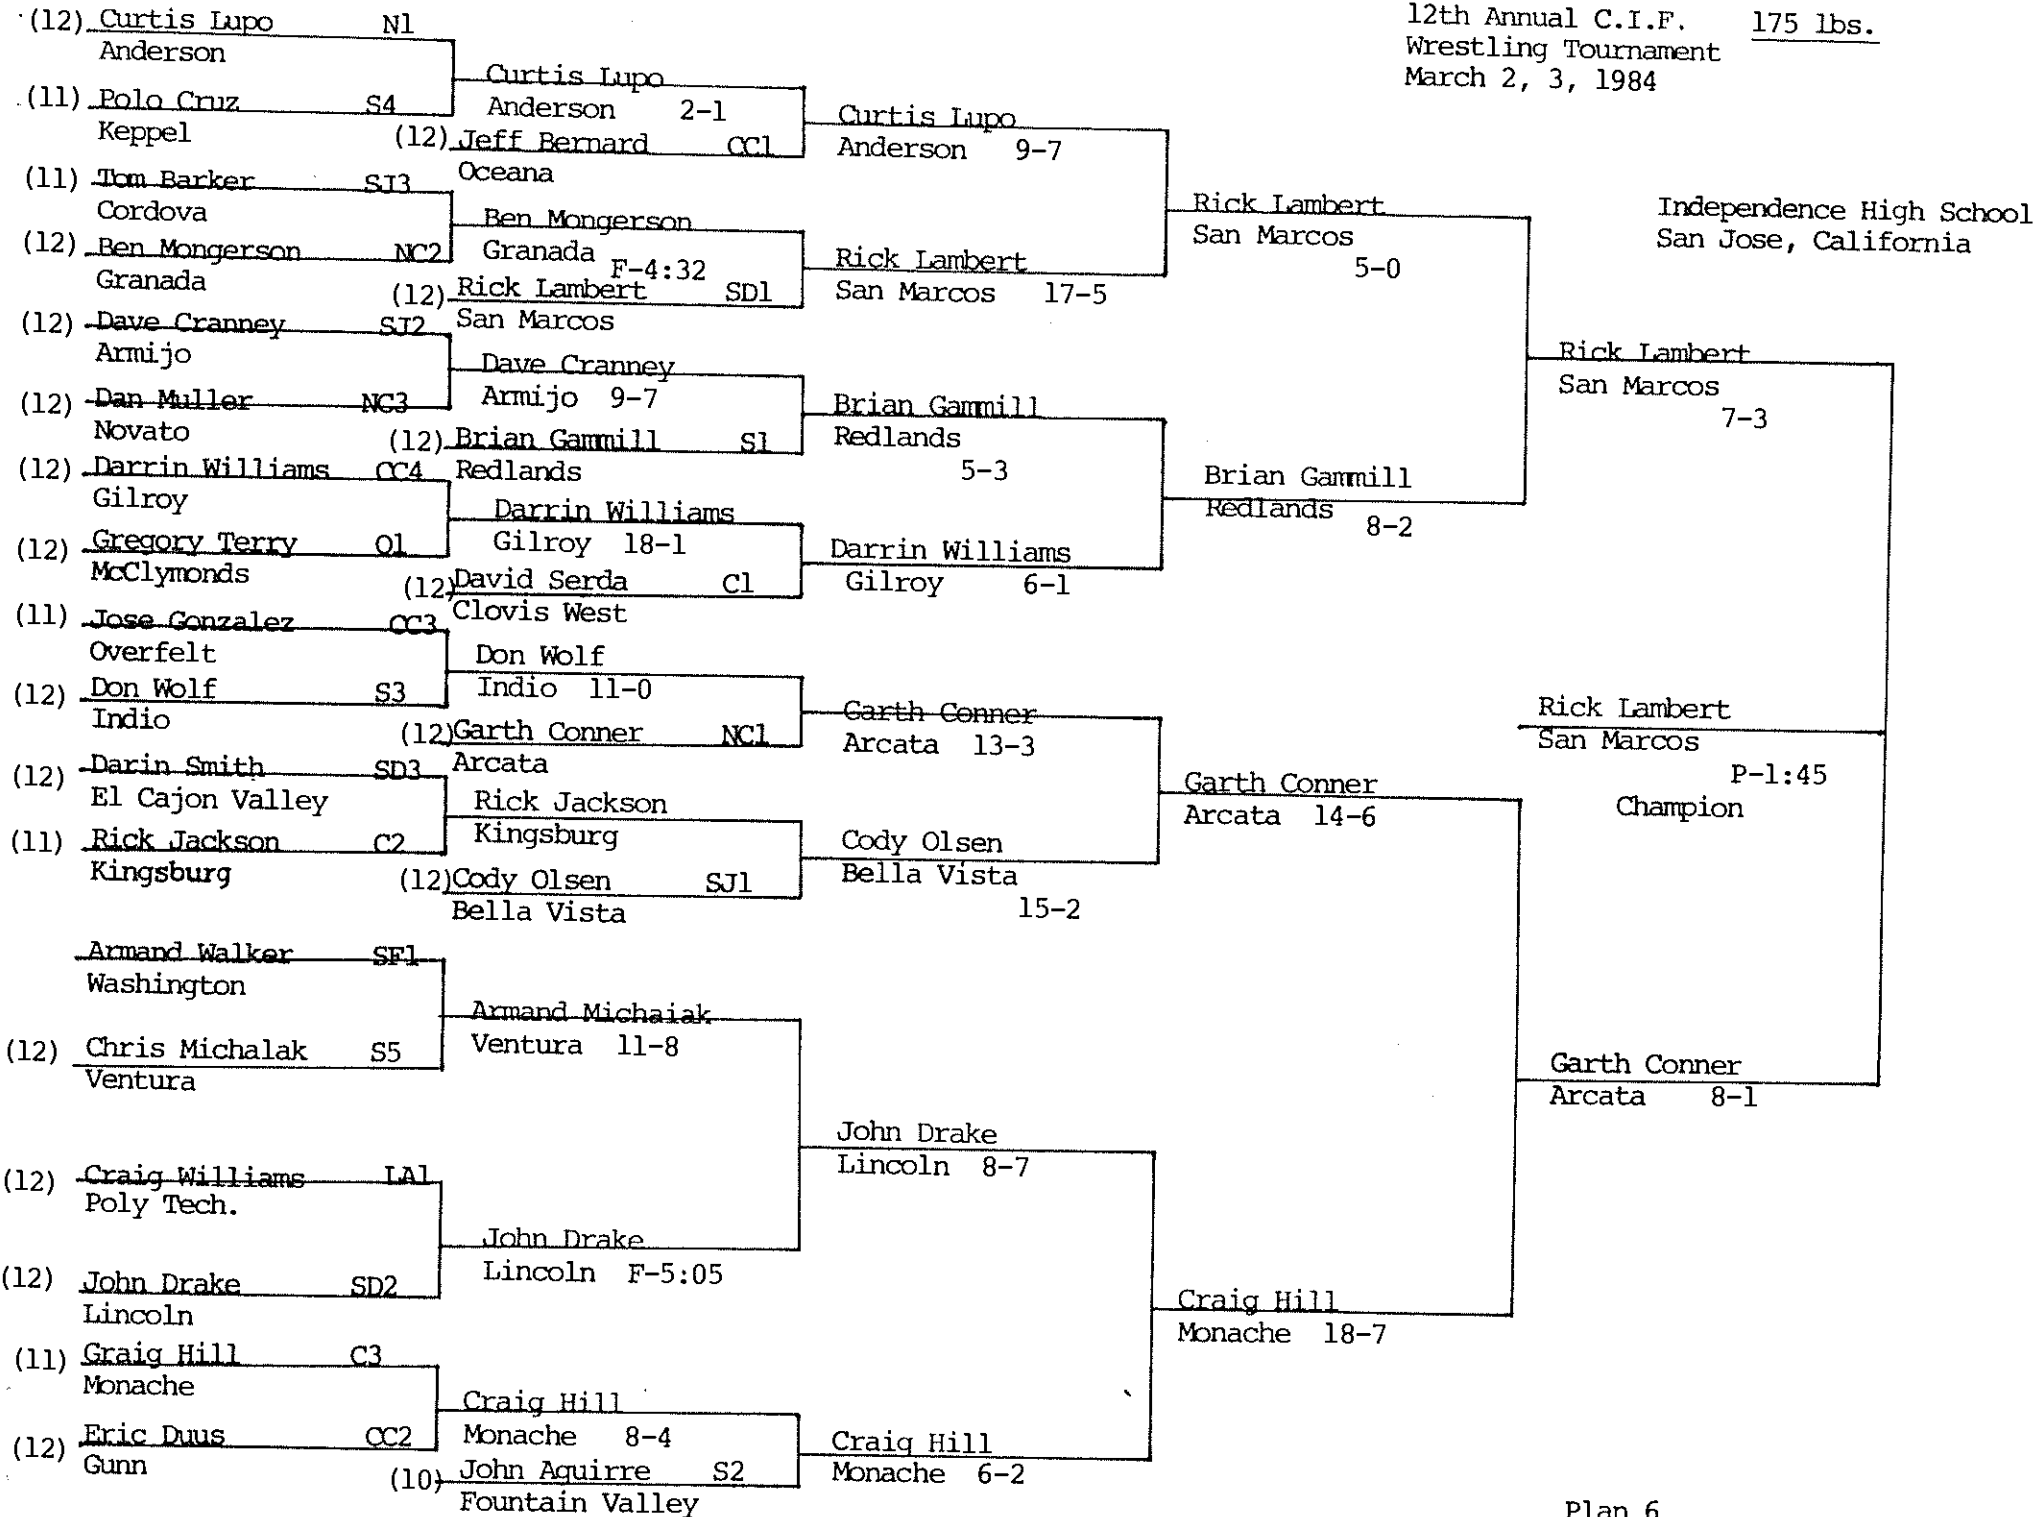 12th Annual C.I.F. 175 lbs.
Wrestling Tournament
March 2, 3, 1984
Independence High School
San Jose, California
(12) Curtis Lupo N1
Anderson
(11) Polo Cruz S4
Keppel
(11) Tom Barker SJ3
Cordova
(12) Ben Mongerson NC2
Granada
(12) Dave Cranney SJ2
Armijo
(12) Dan Muller NC3
Novato
(12) Darrin Williams CC4
Gilroy
(12) Gregory Terry O1
McClymonds
(11) Jose Gonzalez CC3
Overfelt
(12) Don Wolf S3
Indio
(12) Darin Smith SD3
El Cajon Valley
(11) Rick Jackson C2
Kingsburg
Armand Walker SF1
Washington
(12) Chris Michalak S5
Ventura
(12) Craig Williams LA1
Poly Tech.
(12) John Drake SD2
Lincoln
(11) Graig Hill C3
Monache
(12) Eric Duus CC2
Gunn
Curtis Lupo
Anderson 2-1
(12) Jeff Bernard CC1
Oceana
Ben Mongerson
Granada F-4:32
(12) Rick Lambert SD1
San Marcos
Dave Cranney
Armijo 9-7
(12) Brian Gammill S1
Redlands
Darrin Williams
Gilroy 18-1
(12) David Serda C1
Clovis West
Don Wolf
Indio 11-0
(12) Garth Conner NC1
Arcata
Rick Jackson
Kingsburg
(12) Cody Olsen SJ1
Bella Vista
Armand Michaiak
Ventura 11-8
John Drake
Lincoln F-5:05
Craig Hill
Monache 8-4
(10) John Aquirre S2
Fountain Valley
Curtis Lupo
Anderson 9-7
Rick Lambert
San Marcos 17-5
Brian Gammill
Redlands
5-3
Darrin Williams
Gilroy 6-1
Garth Conner
Arcata 13-3
Cody Olsen
Bella Vista
15-2
John Drake
Lincoln 8-7
Craig Hill
Monache 6-2
Rick Lambert
San Marcos
5-0
Brian Gammill
Redlands 8-2
Garth Conner
Arcata 14-6
Craig Hill
Monache 18-7
Rick Lambert
San Marcos
7-3
Garth Conner
Arcata 8-1
Rick Lambert
San Marcos
P-1:45
Champion
Plan 6